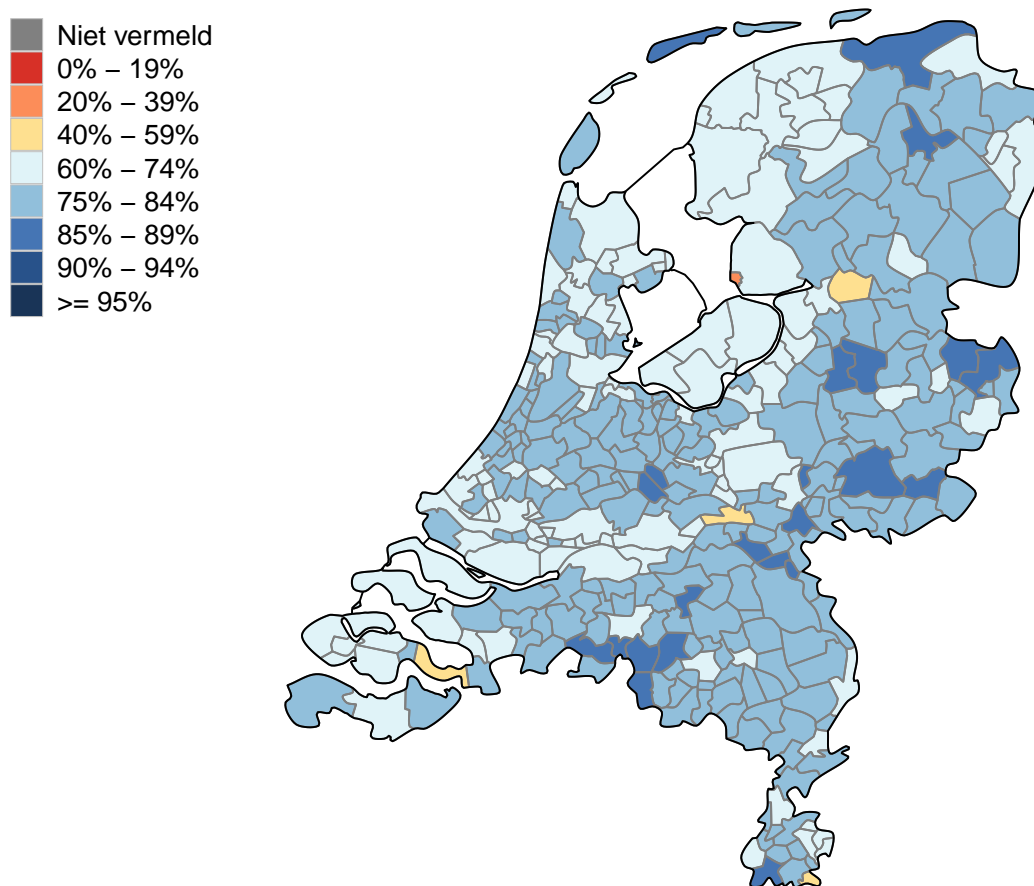 Niet vermeld
0% – 19%
20% – 39%
40% – 59%
60% – 74%
75% – 84%
85% – 89%
90% – 94%
>= 95%